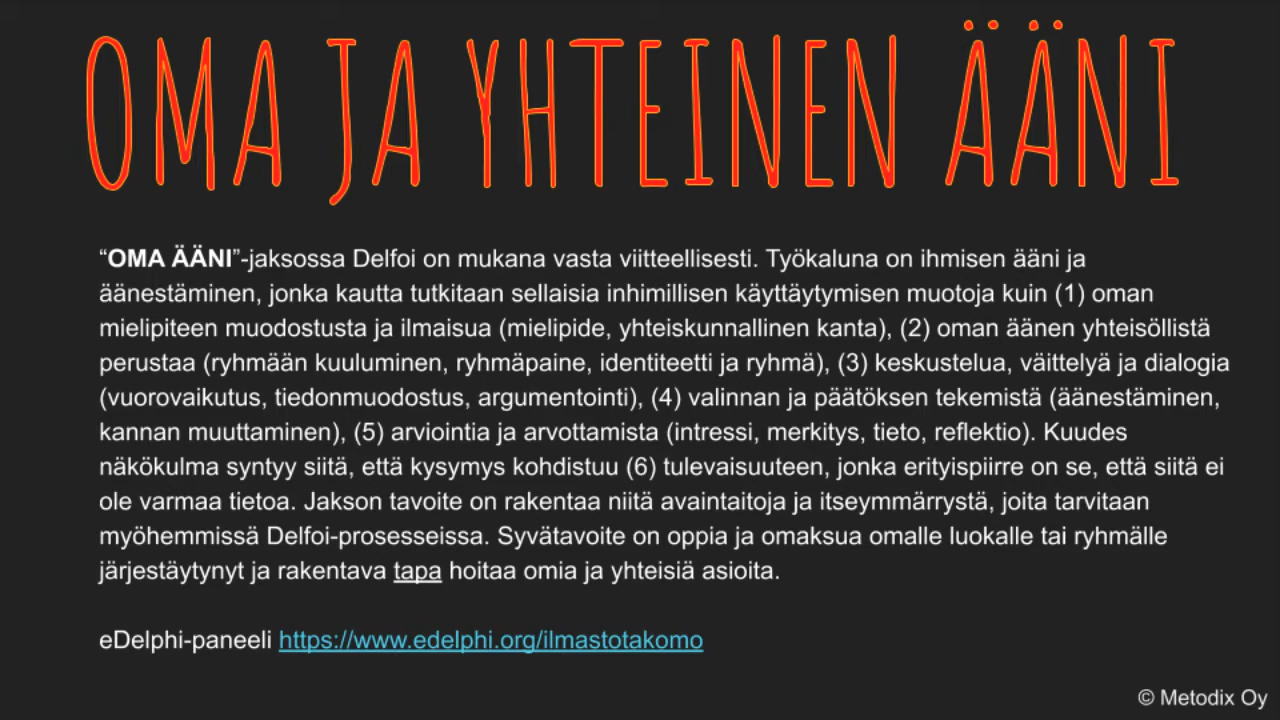 OMA JA YHTEINEN ÄÄNI
“OMA ÄÄNI”-jaksossa Delfoi on mukana vasta viitteellisesti. Työkaluna on ihmisen ääni ja
äänestäminen, jonka kautta tutkitaan sellaisia inhimillisen käyttäytymisen muotoja kuin (1) oman
mielipiteen muodostusta ja ilmaisua (mielipide, yhteiskunnallinen kanta), (2) oman äänen yhteisöllistä
perustaa (ryhmään kuuluminen, ryhmäpaine, identiteetti ja ryhmä), (3) keskustelua, väittelyä ja dialogia
(vuorovaikutus, tiedonmuodostus, argumentointi), (4) valinnan ja päätöksen tekemistä (äänestäminen,
kannan muuttaminen), (5) arviointia ja arvottamista (intressi, merkitys, tieto, reflektio). Kuudes
näkökulma syntyy siitä, että kysymys kohdistuu (6) tulevaisuuteen, jonka erityispiirre on se, että siitä ei
ole varmaa tietoa. Jakson tavoite on rakentaa niitä avaintaitoja ja itseymmärrystä, joita tarvitaan
myöhemmissä Delfoi-prosesseissa. Syvätavoite on oppia ja omaksua omalle luokalle tai ryhmälle
järjestäytynyt ja rakentava tapa hoitaa omia ja yhteisiä asioita.
eDelphi-paneeli https://www.edelphi.org/ilmastotakomo
© Metodix Oy